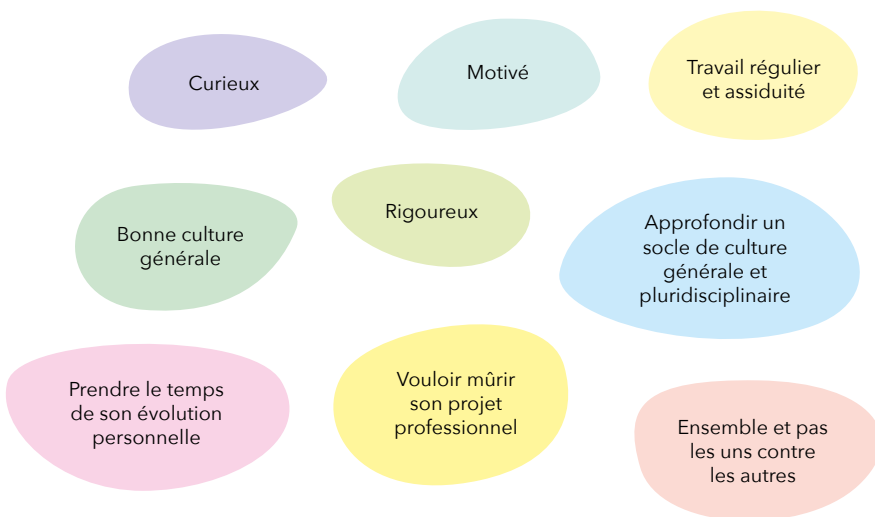 Curieux
Motivé
Travail régulier
et assiduité
Bonne culture
générale
Rigoureux
Approfondir un
socle de culture
générale et
pluridisciplinaire
Prendre le temps
de son évolution
personnelle
Vouloir mûrir
son projet
professionnel
Ensemble et pas
les uns contre
les autres